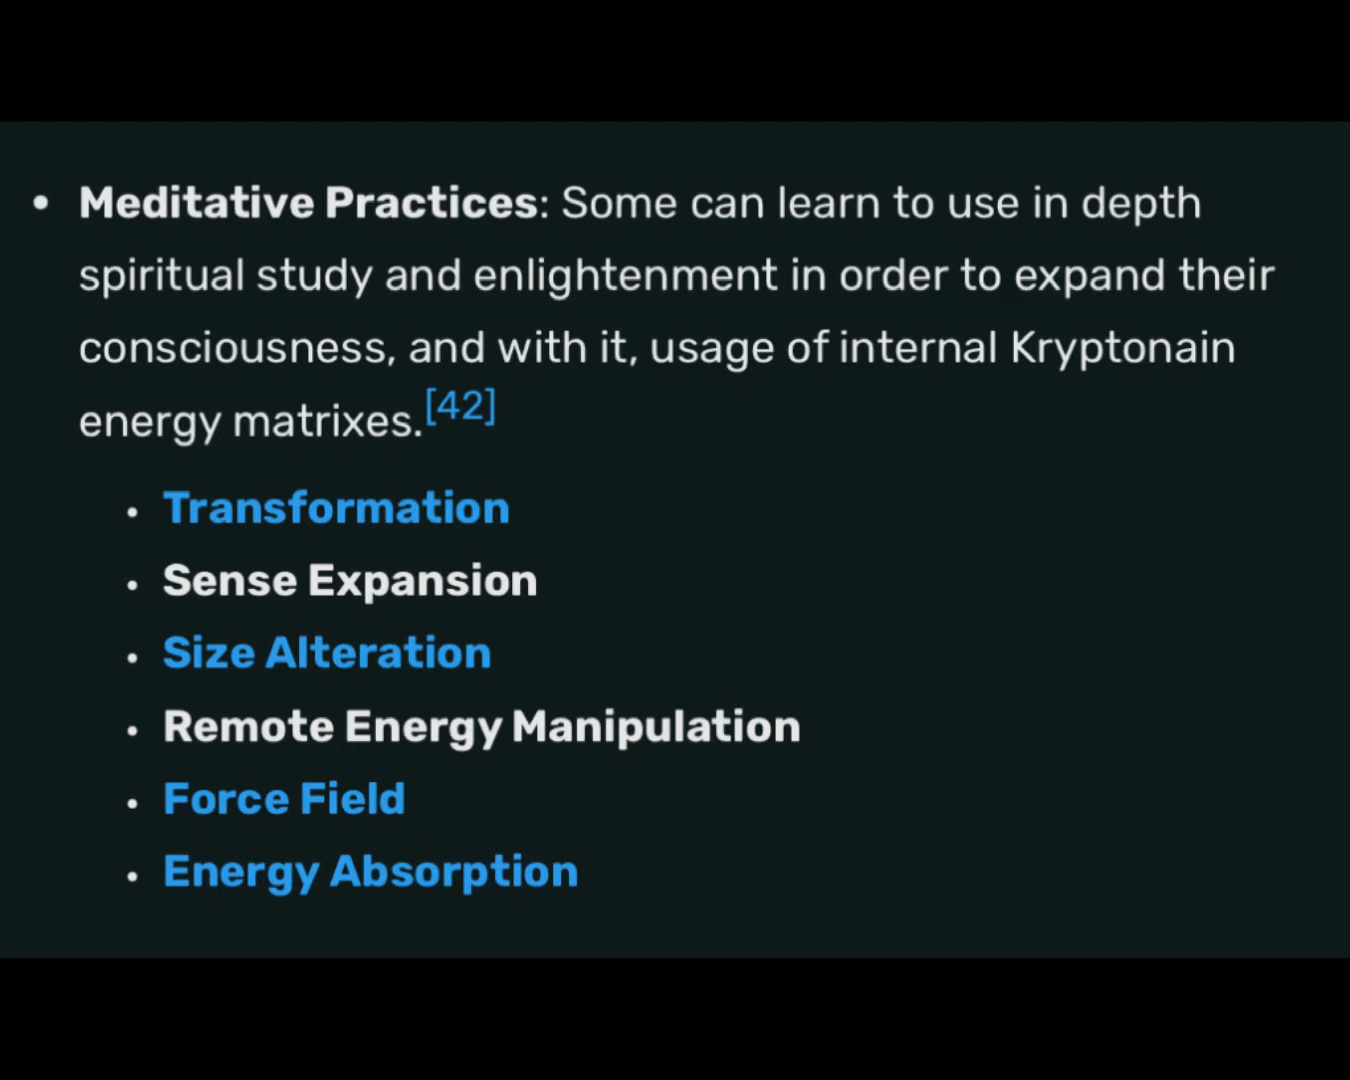 • Meditative Practices: Some can learn to use in depth
spiritual study and enlightenment in order to expand their
consciousness, and with it, usage of internal Kryptonain
energy matrixes.[42]
• Transformation
• Sense Expansion
• Size Alteration
• Remote Energy Manipulation
• Force Field
• Energy Absorption